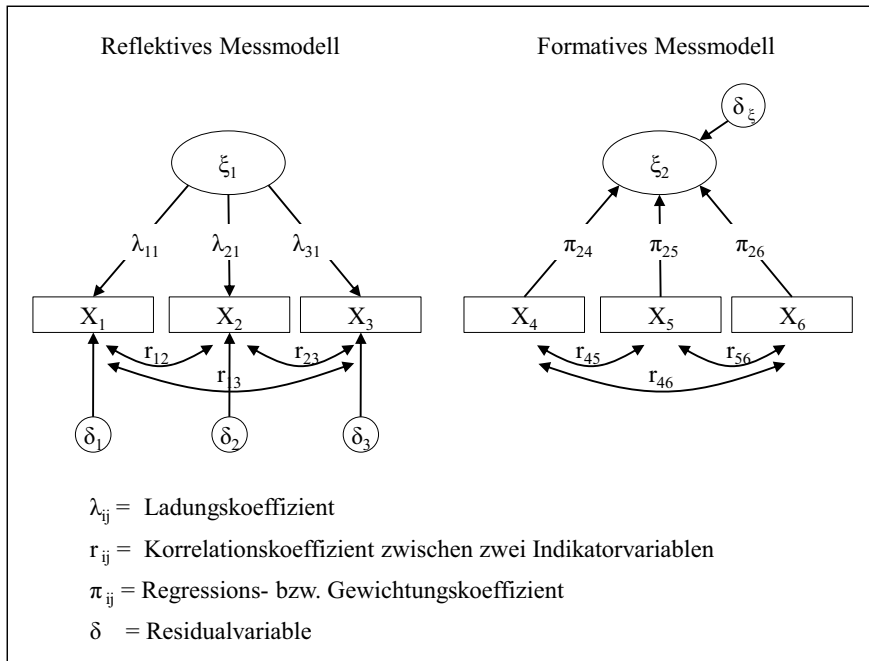 Reflektives Messmodell
Formatives Messmodell
δ ξ
ξ1
ξ2
λ11 λ21 λ31
π24 π25 π26
X1 X2 X3
X4 X5 X6
r12 r23
r13
r45 r56
r46
δ1 δ2 δ3
λij = Ladungskoeffizient
r ij = Korrelationskoeffizient zwischen zwei Indikatorvariablen
π ij = Regressions- bzw. Gewichtungskoeffizient
δ = Residualvariable